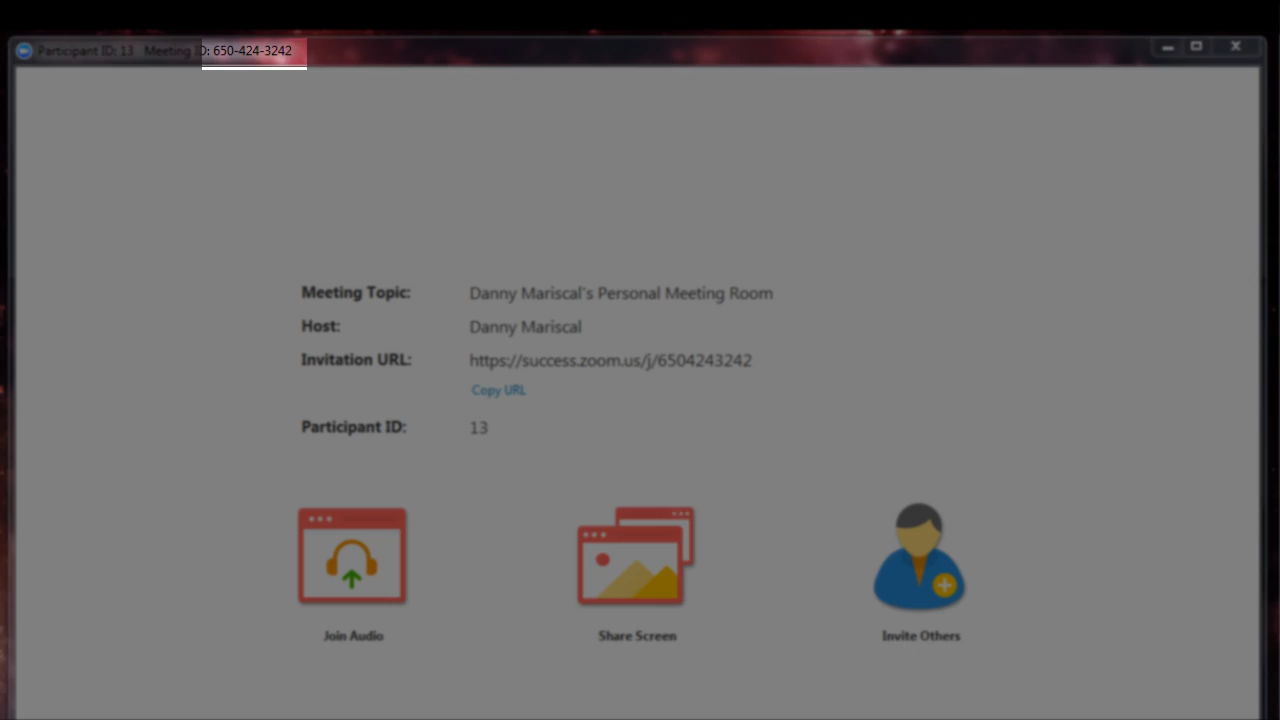 Participant ID: 13 Meeting ID: 650-424-3242
Meeting Topic: Danny Mariscal's Personal Meeting Room
Host: Danny Mariscal
Invitation URL: https://success.zoom.us/j/6504243242
Copy URL
Participant ID: 13
Join Audio Share Screen Invite Others